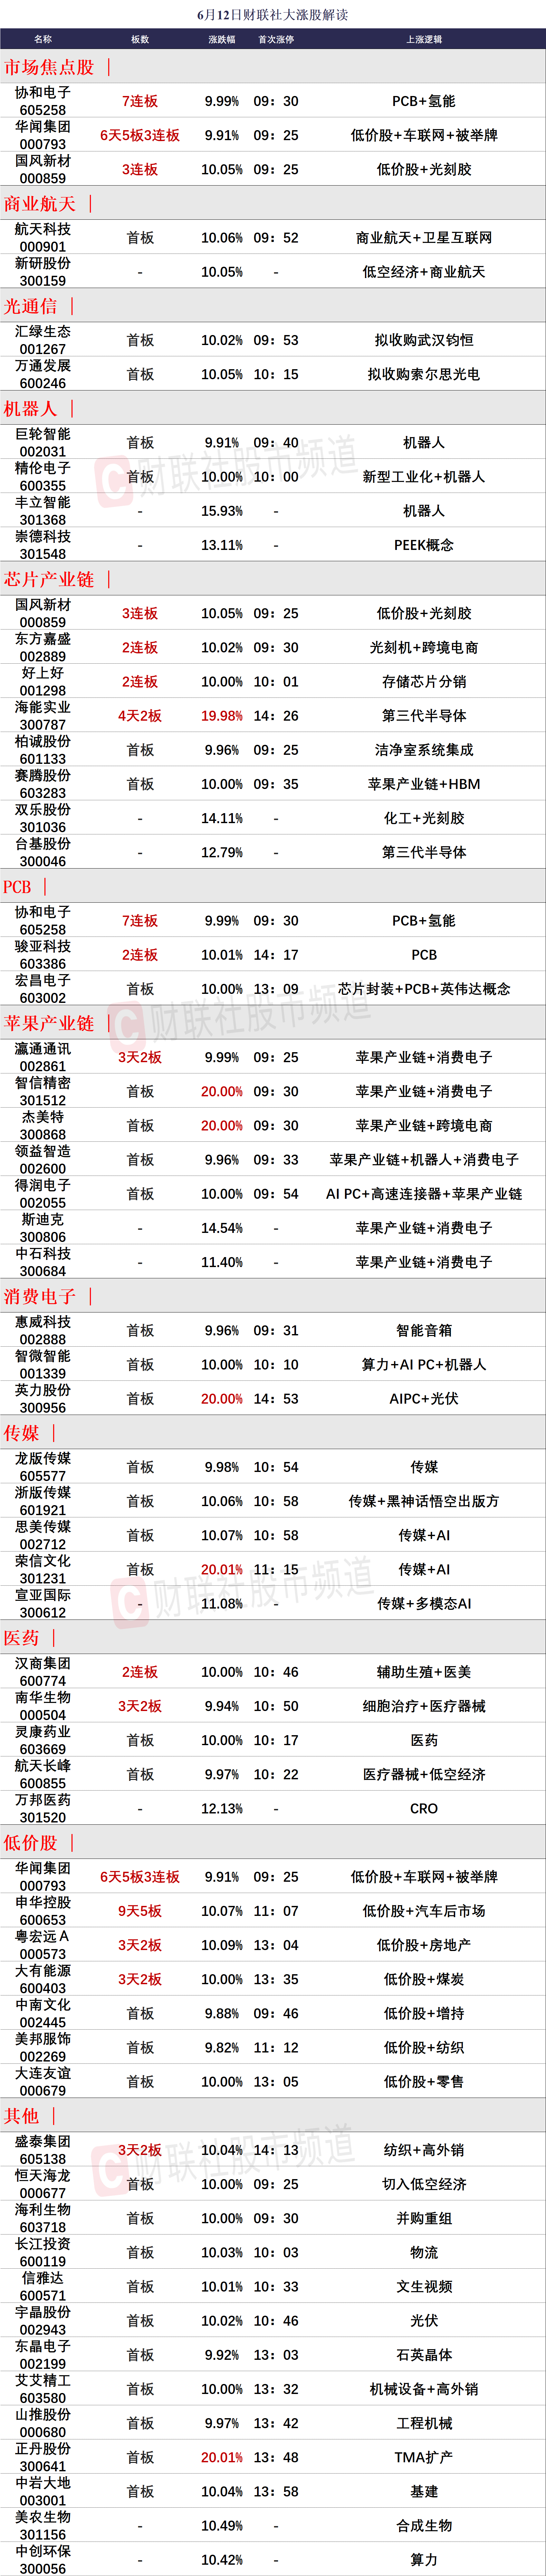 6月12日财联社大涨股解读
名称 板数 涨跌幅 首次涨停 上涨逻辑
市场焦点股 |
协和电子 605258 7连板 9.99% 09：30 PCB+氢能
华闻集团 000793 6天5板3连板 9.91% 09：25 低价股+车联网+被举牌
国风新材 000859 3连板 10.05% 09：25 低价股+光刻胶
商业航天 |
航天科技 000901 首板 10.06% 09：52 商业航天+卫星互联网
新研股份 300159 - 10.05% - 低空经济+商业航天
光通信 |
汇绿生态 001267 首板 10.02% 09：53 拟收购武汉钧恒
万通发展 600246 首板 10.05% 10：15 拟收购索尔思光电
机器人 |
巨轮智能 002031 首板 9.91% 09：40 机器人
精伦电子 600355 首板 10.00% 10：00 新型工业化+机器人
丰立智能 301368 - 15.93% - 机器人
崇德科技 301548 - 13.11% - PEEK概念
财联社股市频道
芯片产业链 |
国风新材 000859 3连板 10.05% 09：25 低价股+光刻胶
东方嘉盛 002889 2连板 10.02% 09：30 光刻机+跨境电商
好上好 001298 2连板 10.00% 10：01 存储芯片分销
海能实业 300787 4天2板 19.98% 14：26 第三代半导体
柏诚股份 601133 首板 9.96% 09：25 洁净室系统集成
赛腾股份 603283 首板 10.00% 09：35 苹果产业链+HBM
双乐股份 301036 - 14.11% - 化工+光刻胶
台基股份 300046 - 12.79% - 第三代半导体
PCB |
协和电子 605258 7连板 9.99% 09：30 PCB+氢能
骏亚科技 603386 2连板 10.01% 14：17 PCB
宏昌电子 603002 首板 10.00% 13：09 芯片封装+PCB+英伟达概念
财联社股市频道
苹果产业链 |
瀛通通讯 002861 3天2板 9.99% 09：25 苹果产业链+消费电子
智信精密 301512 首板 20.00% 09：30 苹果产业链+消费电子
杰美特 300868 首板 20.00% 09：30 苹果产业链+跨境电商
领益智造 002600 首板 9.96% 09：33 苹果产业链+机器人+消费电子
得润电子 002055 首板 10.00% 09：54 AI PC+高速连接器+苹果产业链
斯迪克 300806 - 14.54% - 苹果产业链+消费电子
中石科技 300684 - 11.40% - 苹果产业链+消费电子
消费电子 |
惠威科技 002888 首板 9.96% 09：31 智能音箱
智微智能 001339 首板 10.00% 10：10 算力+AI PC+机器人
英力股份 300956 首板 20.00% 14：53 AIPC+光伏
传媒 |
龙版传媒 605577 首板 9.98% 10：54 传媒
浙版传媒 601921 首板 10.06% 10：58 传媒+黑神话悟空出版方
思美传媒 002712 首板 10.07% 10：58 传媒+AI
荣信文化 301231 首板 20.01% 11：15 传媒+AI
宣亚国际 300612 - 11.08% - 传媒+多模态AI
财联社股市频道
医药 |
汉商集团 600774 2连板 10.00% 10：46 辅助生殖+医美
南华生物 000504 3天2板 9.94% 10：50 细胞治疗+医疗器械
灵康药业 603669 首板 10.00% 10：17 医药
航天长峰 600855 首板 9.97% 10：22 医疗器械+低空经济
万邦医药 301520 - 12.13% - CRO
低价股 |
华闻集团 000793 6天5板3连板 9.91% 09：25 低价股+车联网+被举牌
申华控股 600653 9天5板 10.07% 11：07 低价股+汽车后市场
粤宏远Ａ 000573 3天2板 10.09% 13：04 低价股+房地产
大有能源 600403 3天2板 10.00% 13：35 低价股+煤炭
中南文化 002445 首板 9.88% 09：46 低价股+增持
美邦服饰 002269 首板 9.82% 11：12 低价股+纺织
大连友谊 000679 首板 10.00% 13：05 低价股+零售
其他 |
盛泰集团 605138 3天2板 10.04% 14：13 纺织+高外销
恒天海龙 000677 首板 10.00% 09：25 切入低空经济
财联社股市频道
海利生物 603718 首板 10.00% 09：30 并购重组
长江投资 600119 首板 10.03% 10：03 物流
信雅达 600571 首板 10.01% 10：33 文生视频
宇晶股份 002943 首板 10.02% 10：46 光伏
东晶电子 002199 首板 9.92% 13：03 石英晶体
艾艾精工 603580 首板 10.00% 13：32 机械设备+高外销
山推股份 000680 首板 9.97% 13：42 工程机械
正丹股份 300641 首板 20.01% 13：48 TMA扩产
中岩大地 003001 首板 10.04% 13：58 基建
美农生物 301156 - 10.49% - 合成生物
中创环保 300056 - 10.42% - 算力